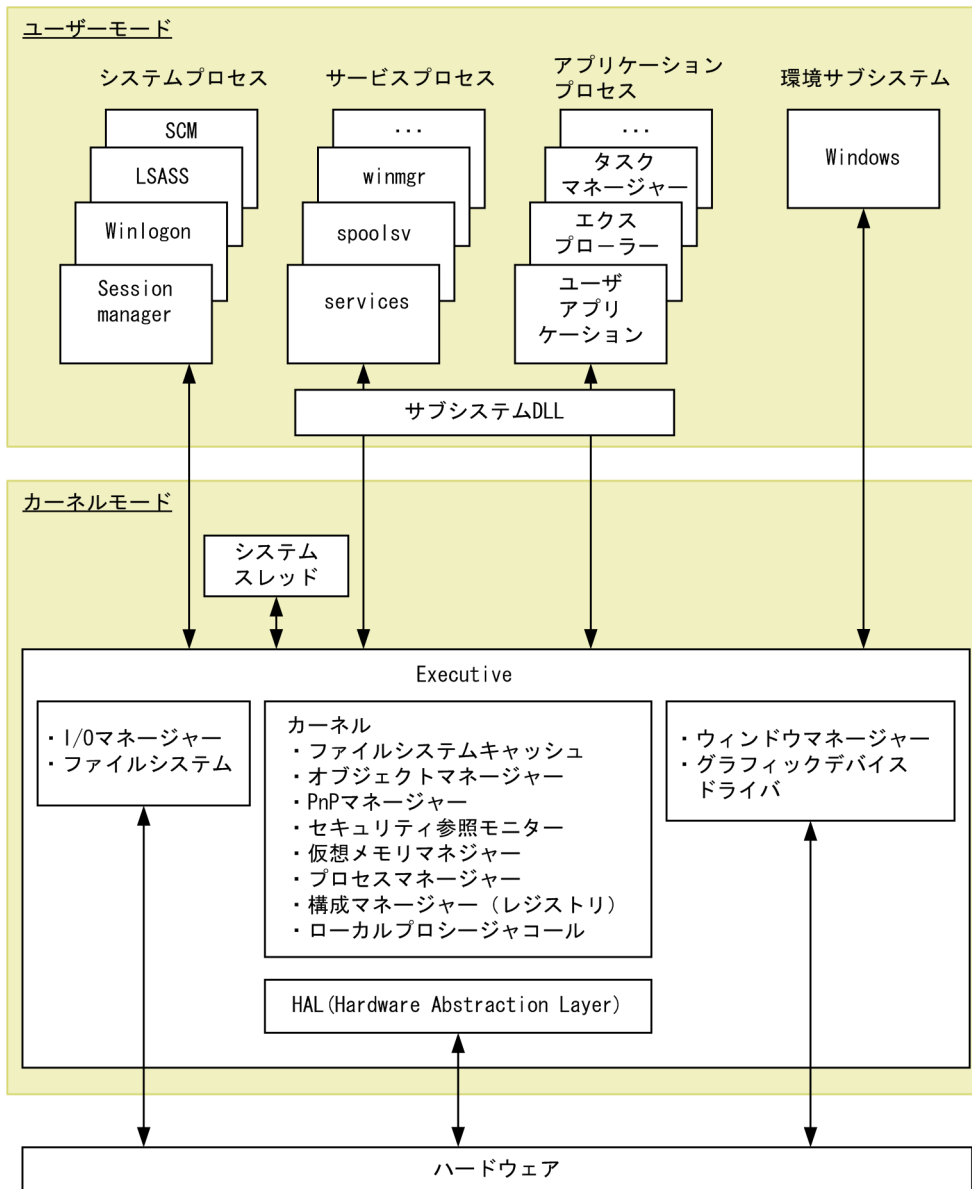 ユーザーモード
システムプロセス
サービスプロセス
アプリケーション
プロセス
環境サブシステム
SCM
LSASS
Winlogon
Session
manager
...
winmgr
spoolsv
services
...
タスク
マネージャー
エクス
プローラー
ユーザ
アプリ
ケーション
Windows
サブシステムDLL
カーネルモード
システム
スレッド
Executive
・I/Oマネージャー
・ファイルシステム
カーネル
・ファイルシステムキャッシュ
・オブジェクトマネージャー
・PnPマネージャー
・セキュリティ参照モニター
・仮想メモリマネジャー
・プロセスマネージャー
・構成マネージャー（レジストリ）
・ローカルプロシージャコール
・ウィンドウマネージャー
・グラフィックデバイス
ドライバ
HAL(Hardware Abstraction Layer)
ハードウェア